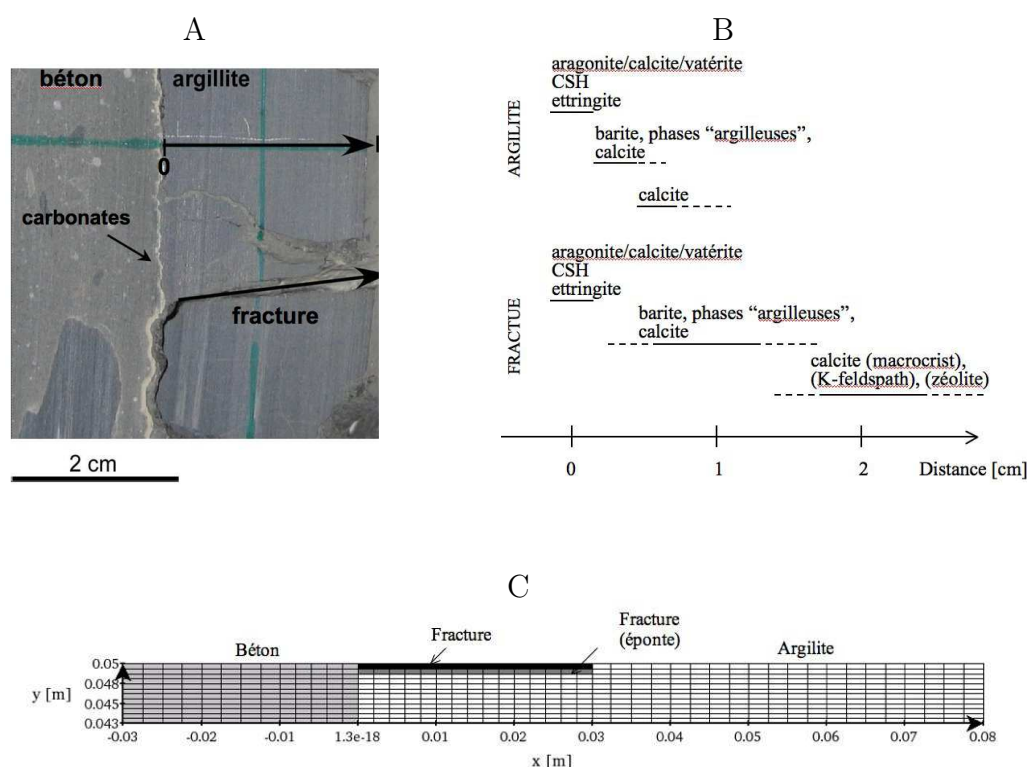 A
B
béton
argillite
0
carbonates
fracture
2 cm
ARGILITE
aragonite/calcite/vatérite
CSH
ettringite
barite, phases “argilleuses”,
calcite
calcite
FRACTUE
aragonite/calcite/vatérite
CSH
ettringite
barite, phases “argilleuses”,
calcite
calcite (macrocrist),
(K-feldspath), (zéolite)
0 1 2 Distance [cm]
C
Béton
Fracture
Fracture
(éponte)
Argilite
0.05
0.048
0.045
0.043
y [m]
-0.03 -0.02 -0.01 1.3e-18 0.01 0.02 0.03 0.04 0.05 0.06 0.07 0.08
x [m]